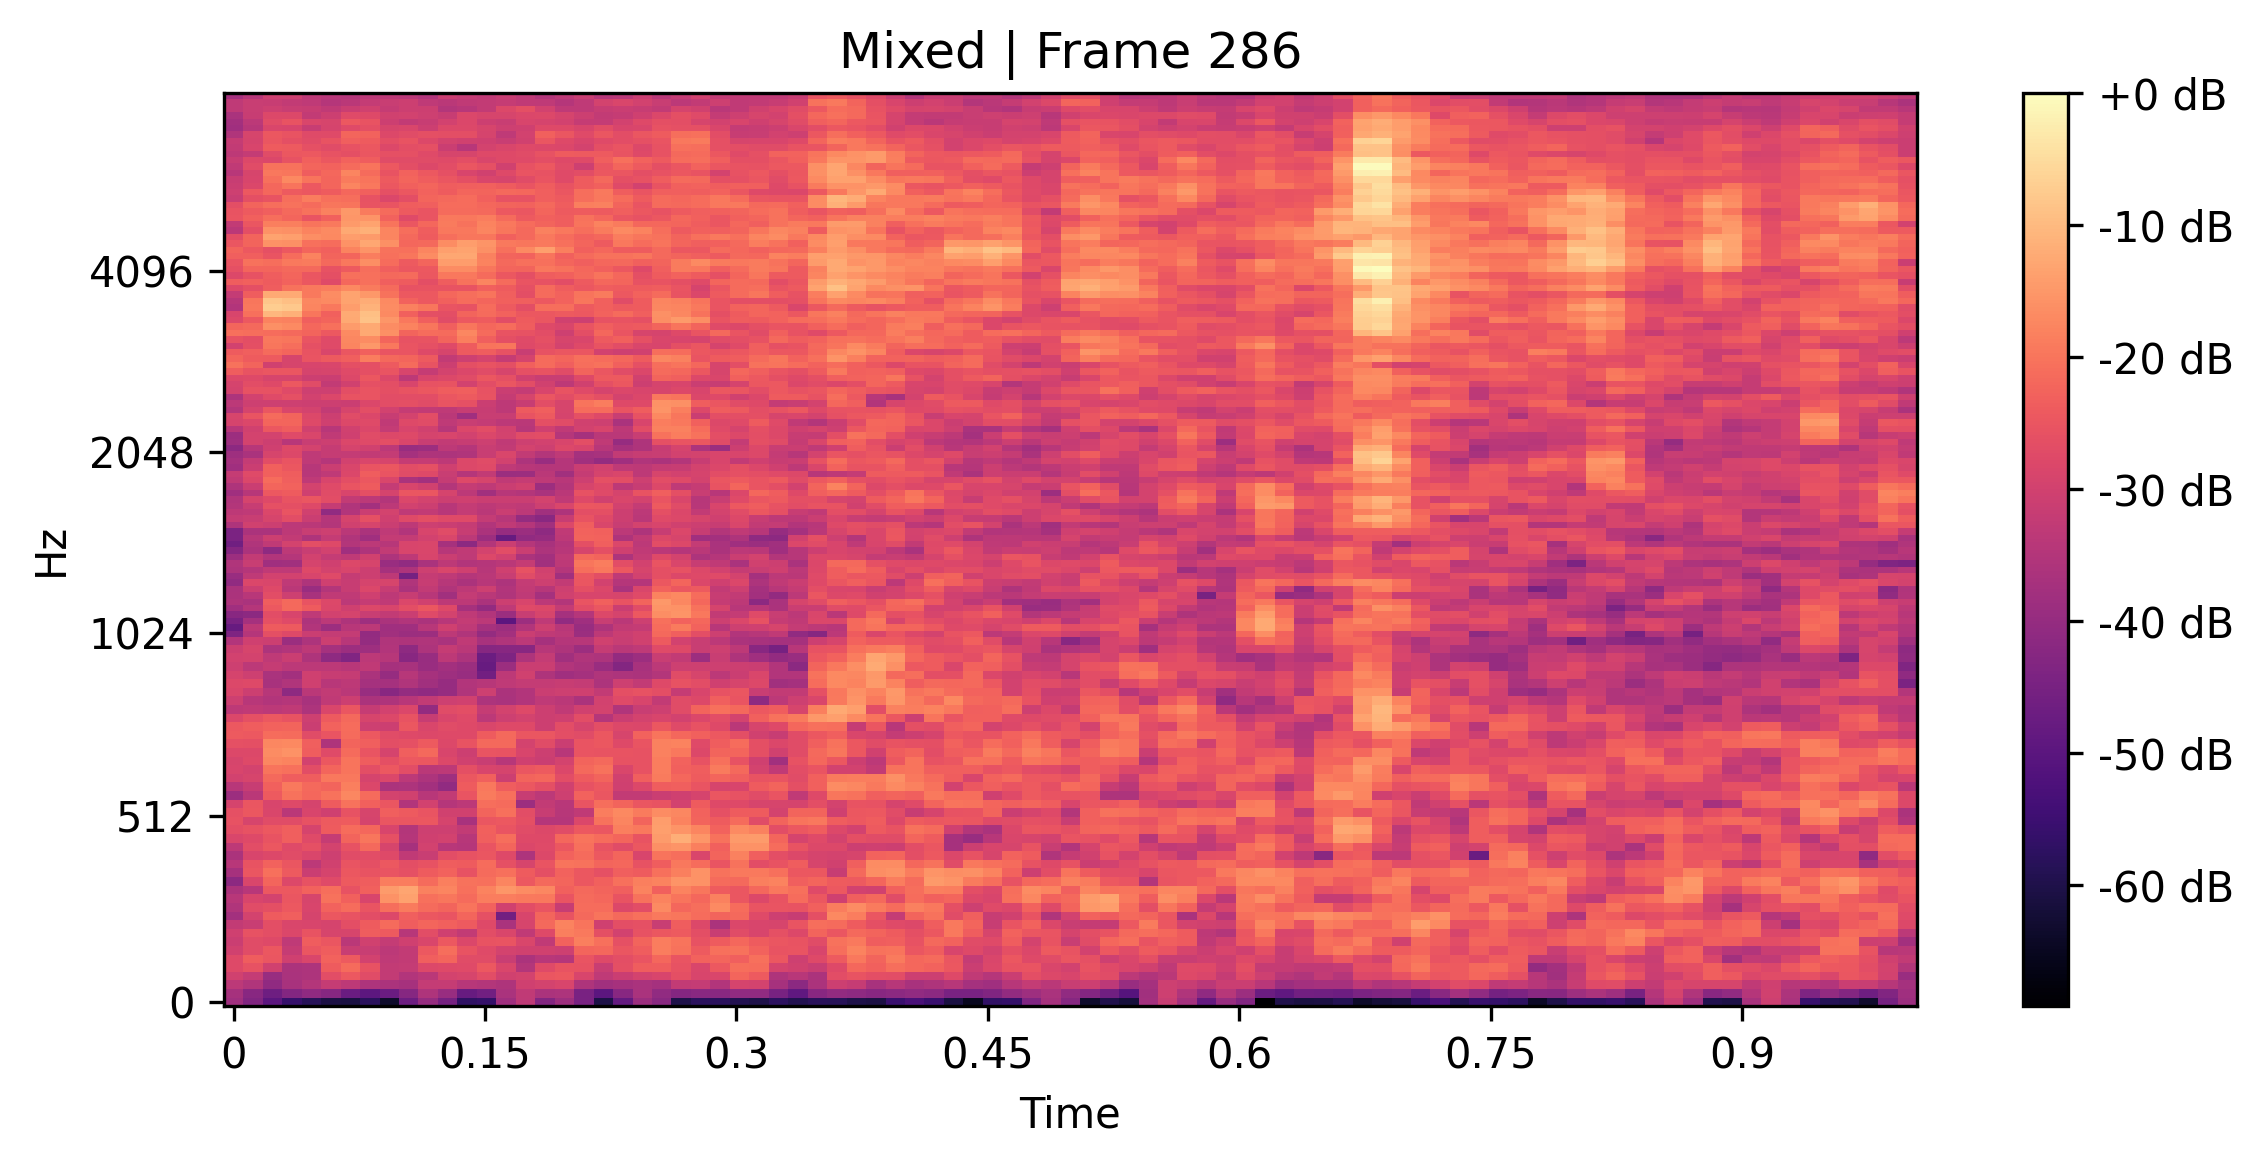 Mixed | Frame 286
+0 dB
-10 dB
-20 dB
-30 dB
-40 dB
-50 dB
-60 dB
4096
2048
1024
512
0
Hz
0 0.15 0.3 0.45 0.6 0.75 0.9
Time